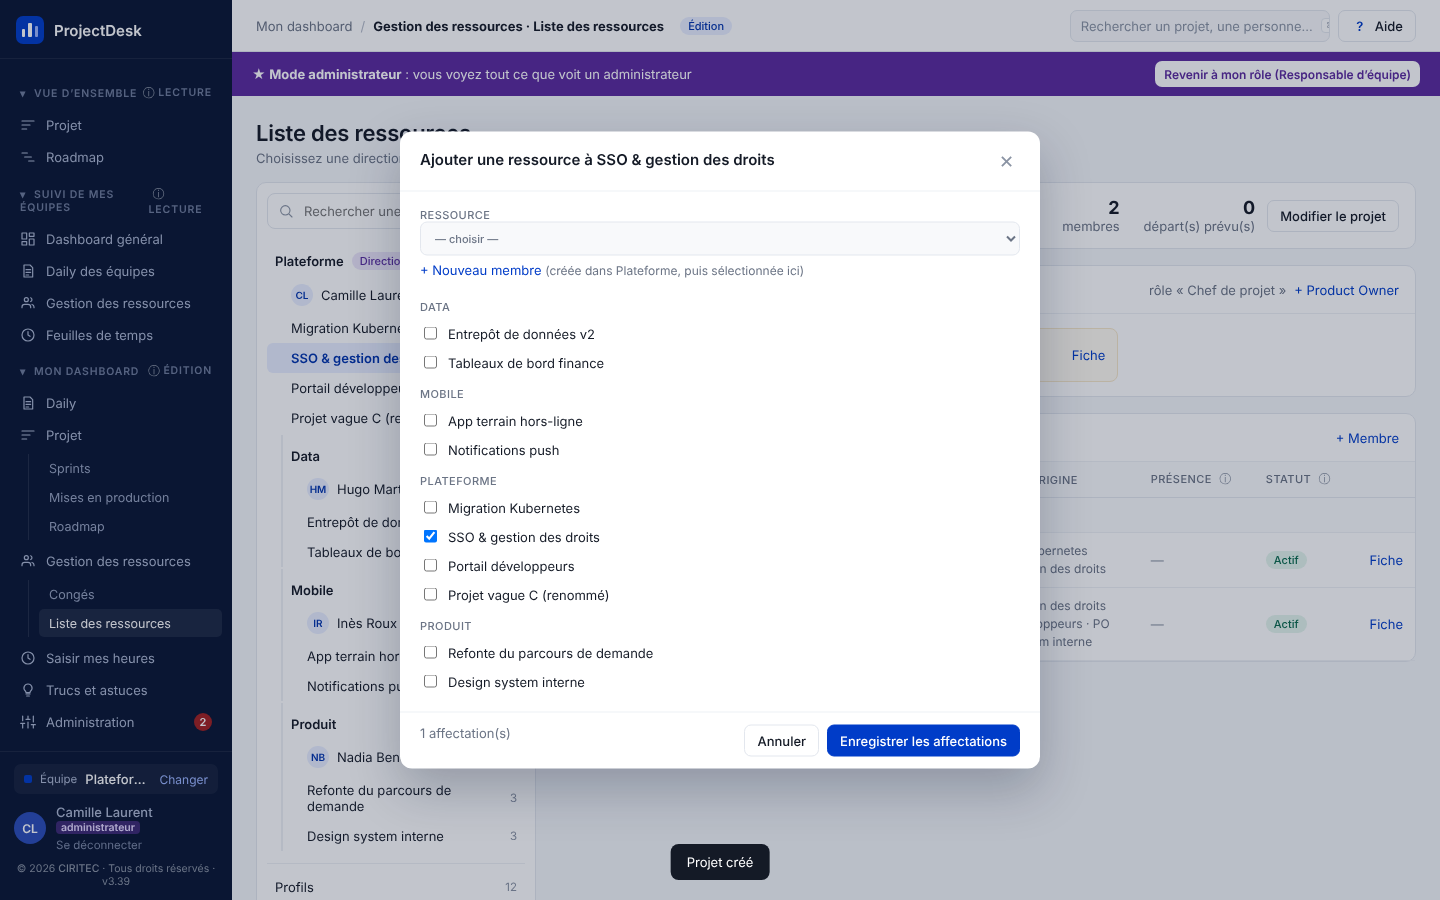 ProjectDesk
▾ VUE D'ENSEMBLE ⓘ LECTURE
Projet
Roadmap
▾ SUIVI DE MES ÉQUIPES ⓘ LECTURE
Dashboard général
Daily des équipes
Gestion des ressources
Feuilles de temps
▾ MON DASHBOARD ⓘ ÉDITION
Daily
Projet
Sprints
Mises en production
Roadmap
Gestion des ressources
Congés
Liste des ressources
Saisir mes heures
Trucs et astuces
Administration 2
Équipe Platefor... Changer
CL Camille Laurent
administrateur
Se déconnecter
© 2026 CIRITEC · Tous droits réservés ·
v3.39
Mon dashboard / Gestion des ressources · Liste des ressources Édition
Rechercher un projet, une personne...
? Aide
★ Mode administrateur : vous voyez tout ce que voit un administrateur
Revenir à mon rôle (Responsable d'équipe)
Liste des ressources
Choisissez une direction
Rechercher une
Plateforme Directio
CL Camille Laure
Migration Kuberne
SSO & gestion de
Portail développeu
Projet vague C (re
Data
HM Hugo Mart
Entrepôt de do
Tableaux de bo
Mobile
IR Inès Roux
App terrain hor
Notifications pu
Produit
NB Nadia Ben
Refonte du parcours de
demande 3
Design system interne 3
Profils 12
2
membres
0
départ(s) prévu(s)
Modifier le projet
rôle « Chef de projet » + Product Owner
Fiche
+ Membre
RIGINE PRÉSENCE ⓘ STATUT ⓘ
bernetes
n des droits
— Actif Fiche
n des droits
oppeurs · PO
m interne
— Actif Fiche
Ajouter une ressource à SSO & gestion des droits
RESSOURCE
— choisir —
+ Nouveau membre (créée dans Plateforme, puis sélectionnée ici)
DATA
Entrepôt de données v2
Tableaux de bord finance
MOBILE
App terrain hors-ligne
Notifications push
PLATEFORME
Migration Kubernetes
SSO & gestion des droits
Portail développeurs
Projet vague C (renommé)
PRODUIT
Refonte du parcours de demande
Design system interne
1 affectation(s)
Annuler
Enregistrer les affectations
Projet créé